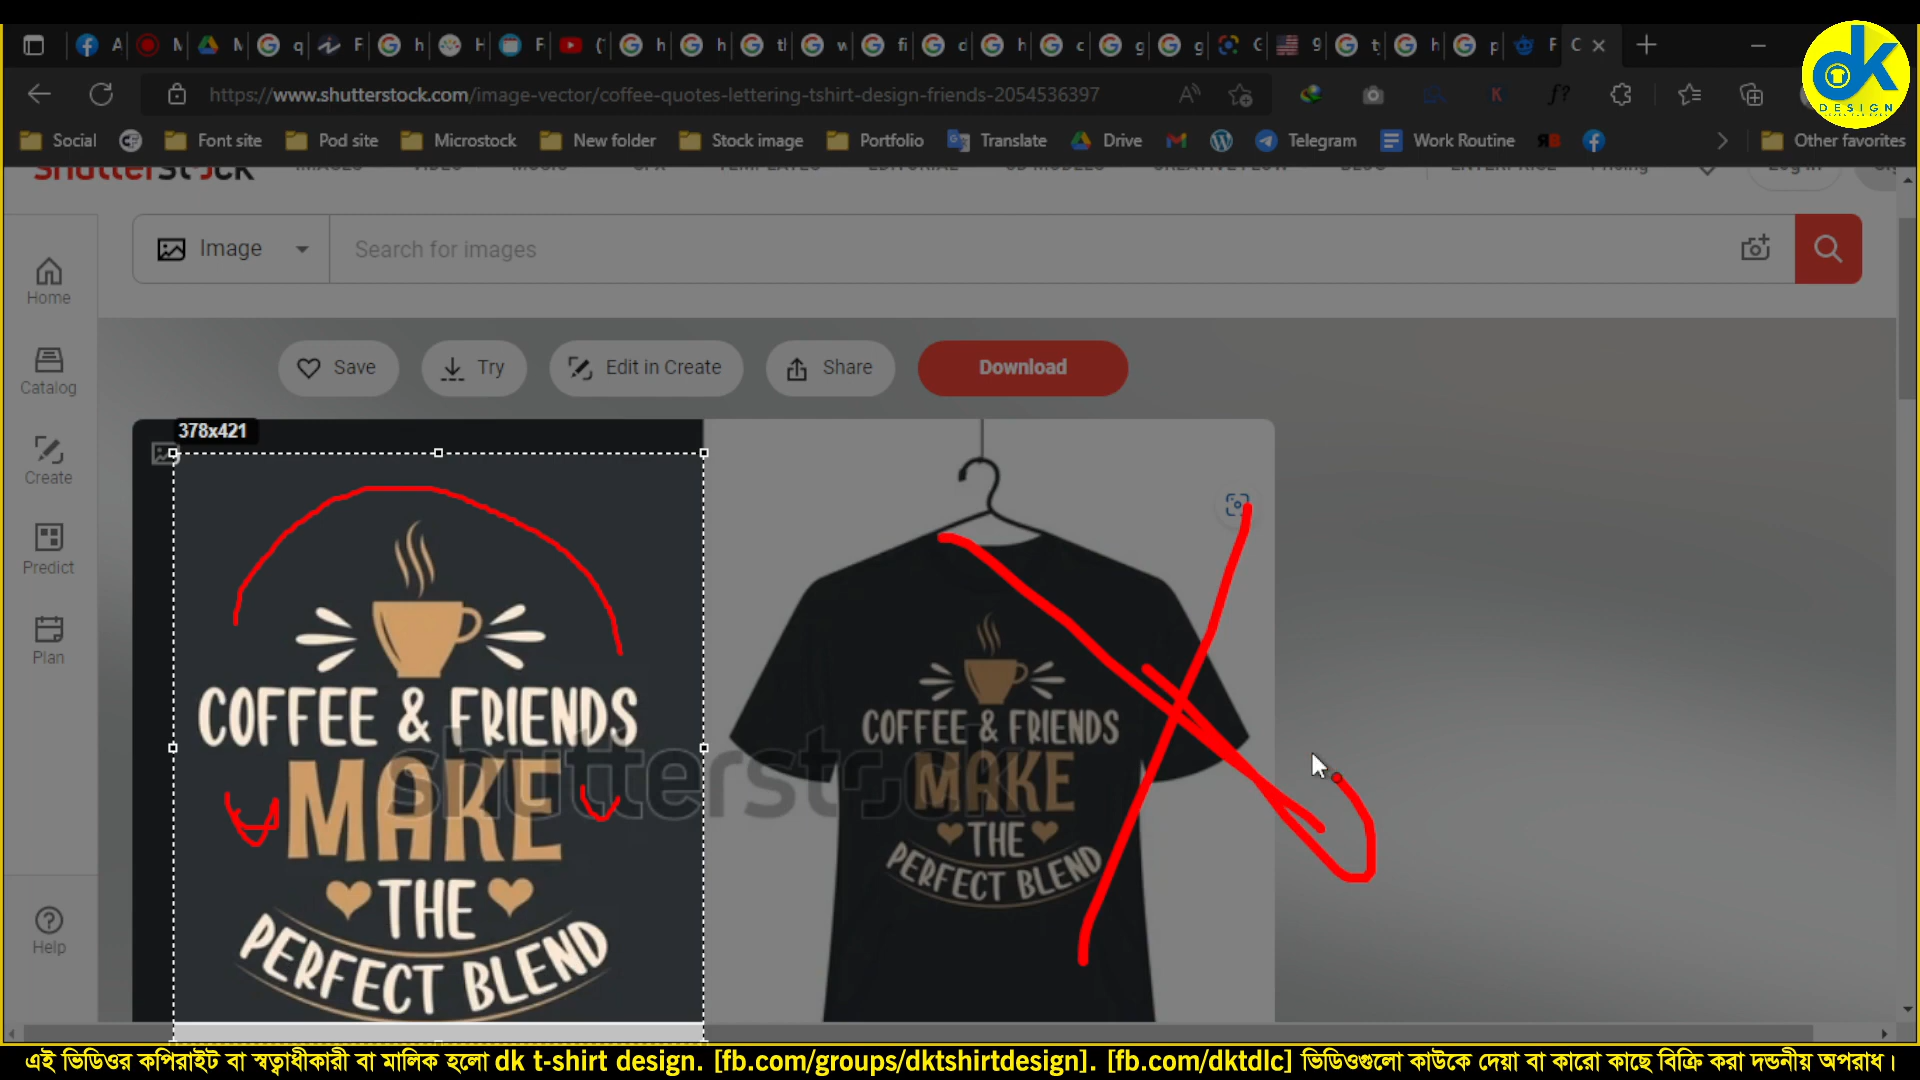 https://www.shutterstock.com/image-vector/coffee-quotes-lettering-tshirt-design-friends-2054536397
dk
DESIGN
Social
Font site
Pod site
Microstock
New folder
Stock image
Portfolio
Translate
Drive
Telegram
Work Routine
Other favorites
shutterstock
Image
Search for images
Home
Catalog
Create
Predict
Plan
Help
Save
Try
Edit in Create
Share
Download
378x421
COFFEE & FRIENDS
MAKE
THE
PERFECT BLEND
shutterstock
COFFEE & FRIENDS
MAKE
THE
PERFECT BLEND
এই ভিডিওর কপিরাইট বা স্বত্বাধীকারী বা মালিক হলো dk t-shirt design. [fb.com/groups/dktshirtdesign]. [fb.com/dktdlc] ভিডিওগুলো কাউকে দেয়া বা কারো কাছে বিক্রি করা দন্ডনীয় অপরাধ।